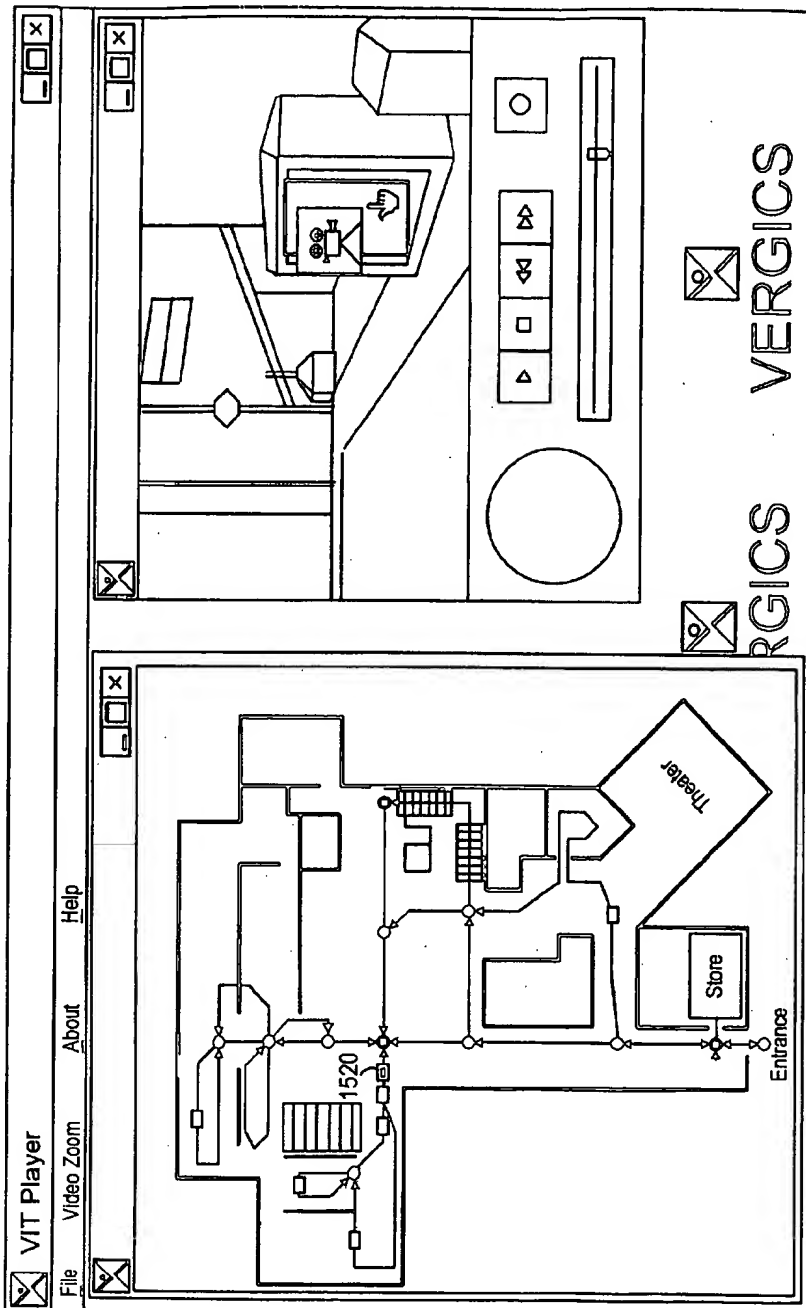 VIT Player
File Video Zoom About Help
1520
Theater
Store
Entrance
RGICS VERGICS